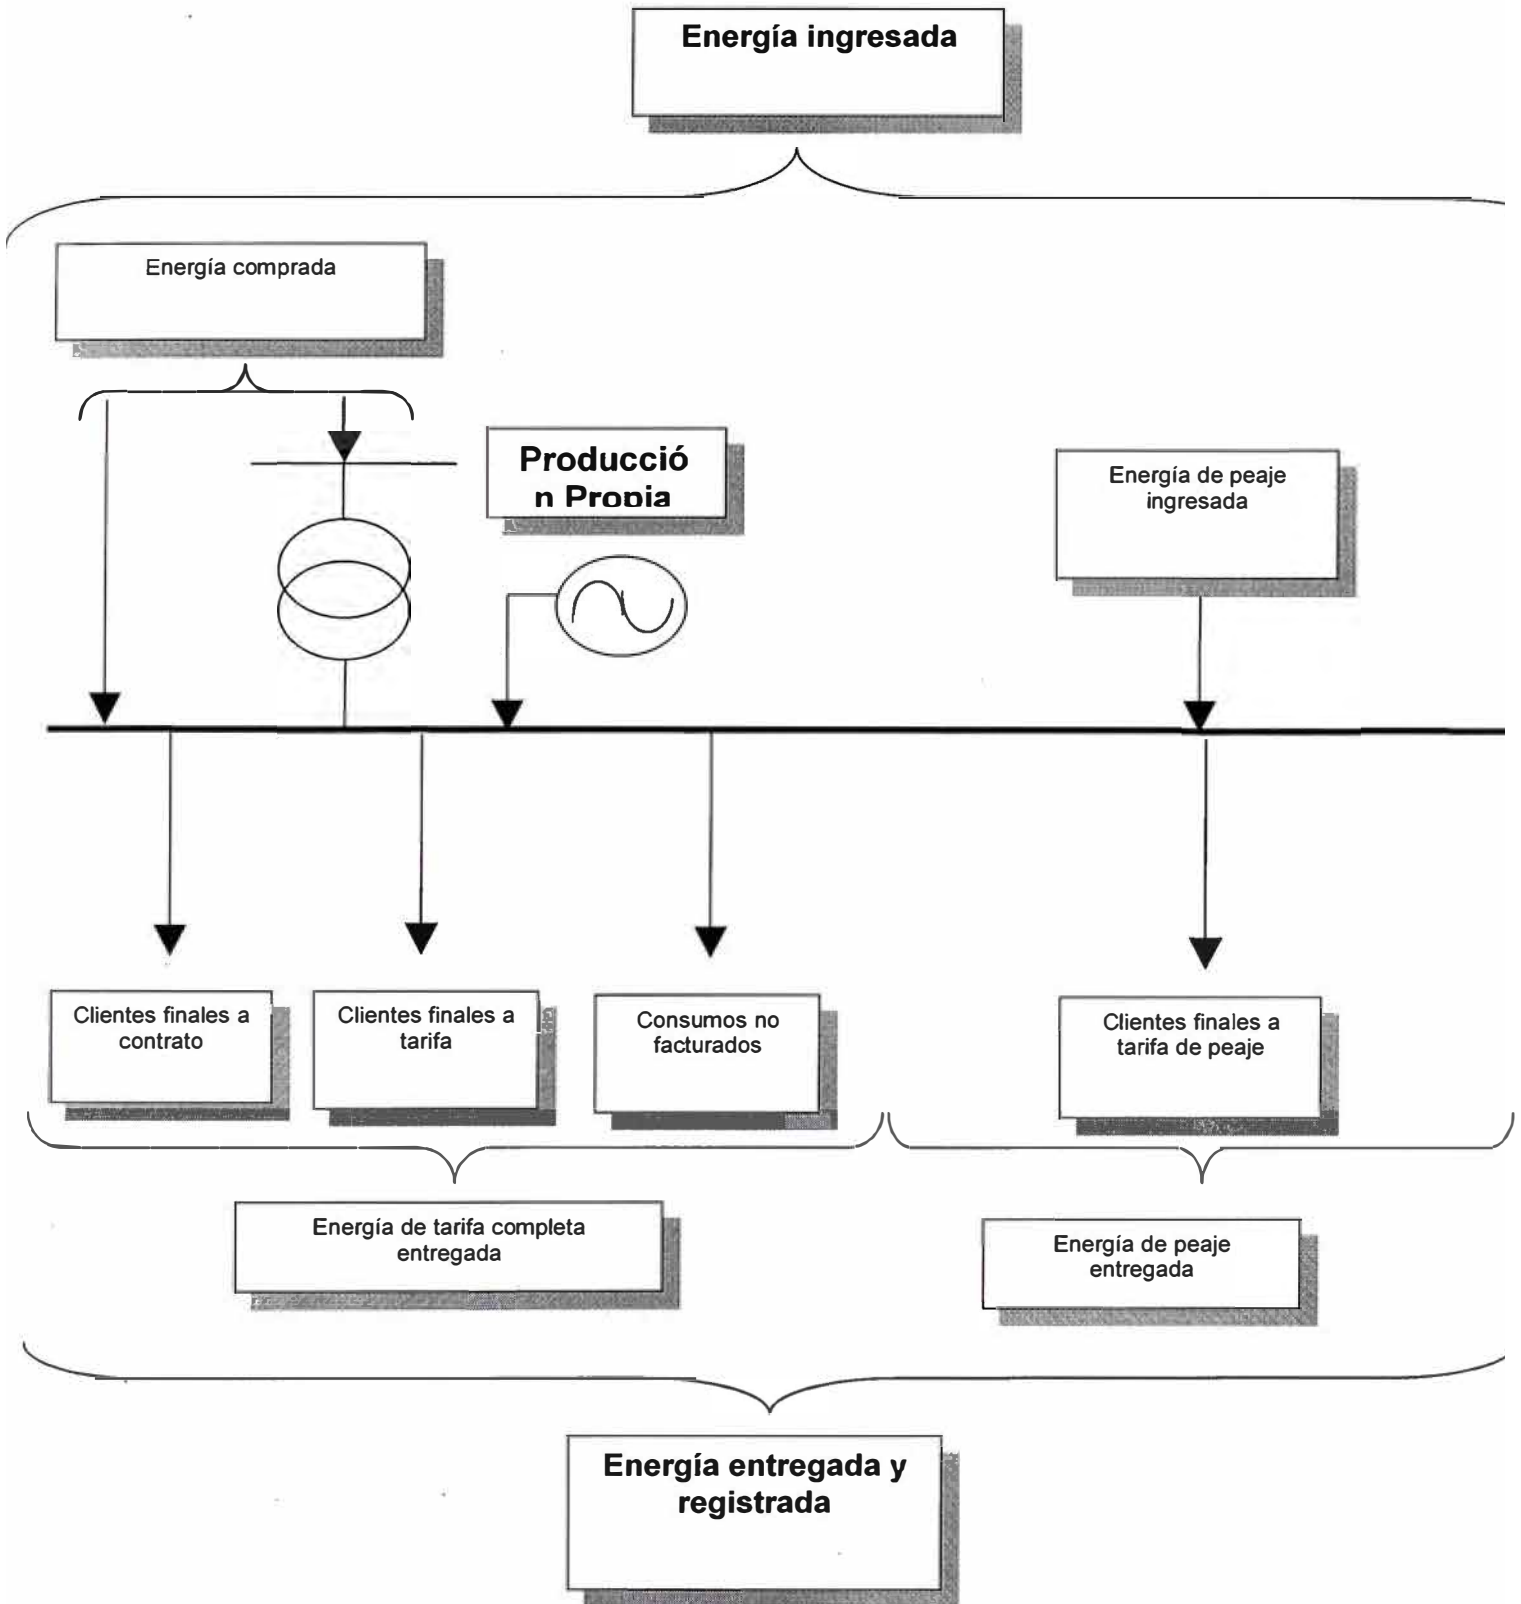 Energía ingresada
Energía comprada
Producció
n Propia
Energía de peaje
ingresada
Clientes finales a
contrato
Clientes finales a
tarifa
Consumos no
facturados
Clientes finales a
tarifa de peaje
Energía de tarifa completa
entregada
Energía de peaje
entregada
Energía entregada y
registrada